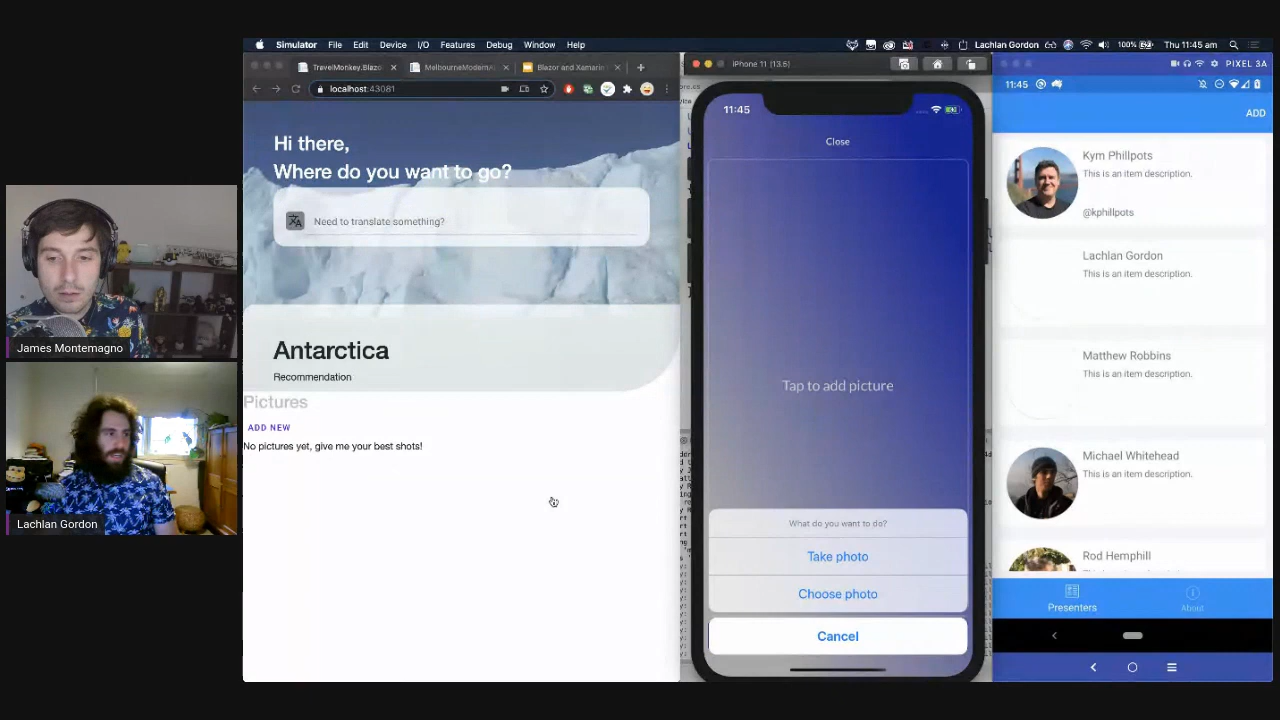 Simulator File Edit Device I/O Features Debug Window Help
Lachlan Gordon 100% Thu 11:45 am
TravelMonkey.Blazo
MelbourneModernA
Blazor and Xamarin
localhost:43081
Hi there,
Where do you want to go?
Need to translate something?
Antarctica
Recommendation
Pictures
ADD NEW
No pictures yet, give me your best shots!
James Montemagno
Lachlan Gordon
iPhone 11 (13.6)
11:45
Close
Tap to add picture
What do you want to do?
Take photo
Choose photo
Cancel
PIXEL 3A
11:45
ADD
Kym Phillpots
This is an item description.
@kphillpots
Lachlan Gordon
This is an item description.
Matthew Robbins
This is an item description.
Michael Whitehead
This is an item description.
Rod Hemphill
Presenters
About